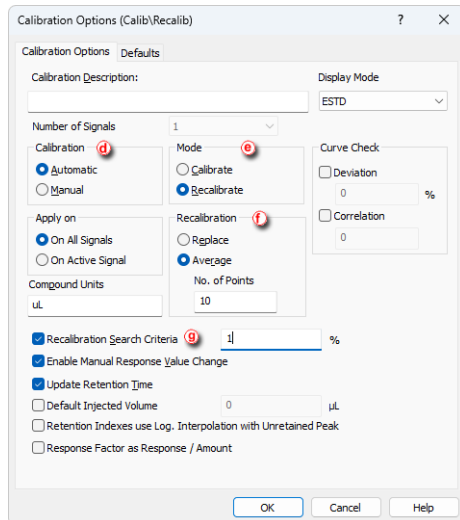 Calibration Options (Calib\Recalib) ? ×
Calibration Options Defaults
Calibration Description: Display Mode
ESTD
Number of Signals 1
Calibration d Mode e Curve Check
Automatic Calibrate Deviation
Manual Recalibrate 0 %
Apply on Recalibration f Correlation
On All Signals Replace 0
On Active Signal Average
Compound Units No. of Points
uL 10
Recalibration Search Criteria g 1 %
Enable Manual Response Value Change
Update Retention Time
Default Injected Volume 0 µL
Retention Indexes use Log. Interpolation with Unretained Peak
Response Factor as Response / Amount
OK Cancel Help